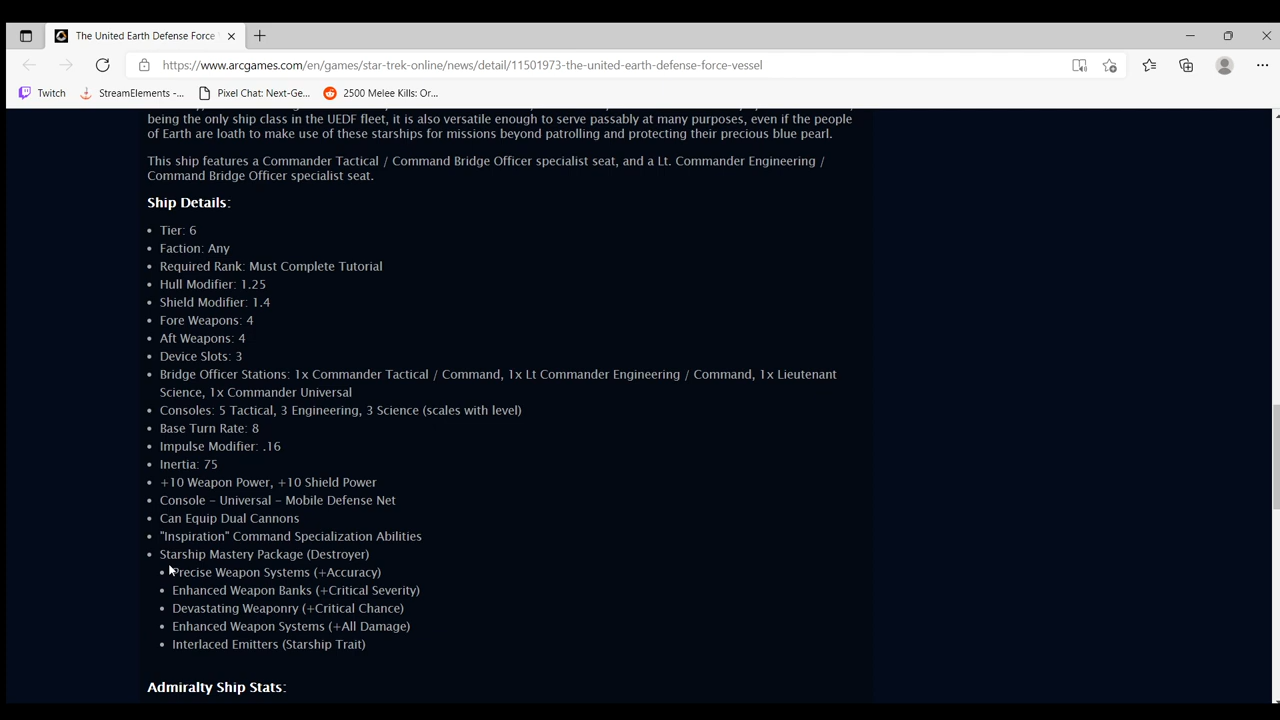 The United Earth Defense Force
https://www.arcgames.com/en/games/star-trek-online/news/detail/11501973-the-united-earth-defense-force-vessel
Twitch
StreamElements -...
Pixel Chat: Next-Ge...
2500 Melee Kills: Or...
being the only ship class in the UEDF fleet, it is also versatile enough to serve passably at many purposes, even if the people
of Earth are loath to make use of these starships for missions beyond patrolling and protecting their precious blue pearl.
This ship features a Commander Tactical / Command Bridge Officer specialist seat, and a Lt. Commander Engineering /
Command Bridge Officer specialist seat.
Ship Details:
• Tier: 6
• Faction: Any
• Required Rank: Must Complete Tutorial
• Hull Modifier: 1.25
• Shield Modifier: 1.4
• Fore Weapons: 4
• Aft Weapons: 4
• Device Slots: 3
• Bridge Officer Stations: 1x Commander Tactical / Command, 1x Lt Commander Engineering / Command, 1x Lieutenant
Science, 1x Commander Universal
• Consoles: 5 Tactical, 3 Engineering, 3 Science (scales with level)
• Base Turn Rate: 8
• Impulse Modifier: .16
• Inertia: 75
• +10 Weapon Power, +10 Shield Power
• Console – Universal – Mobile Defense Net
• Can Equip Dual Cannons
• "Inspiration" Command Specialization Abilities
• Starship Mastery Package (Destroyer)
• Precise Weapon Systems (+Accuracy)
• Enhanced Weapon Banks (+Critical Severity)
• Devastating Weaponry (+Critical Chance)
• Enhanced Weapon Systems (+All Damage)
• Interlaced Emitters (Starship Trait)
Admiralty Ship Stats: